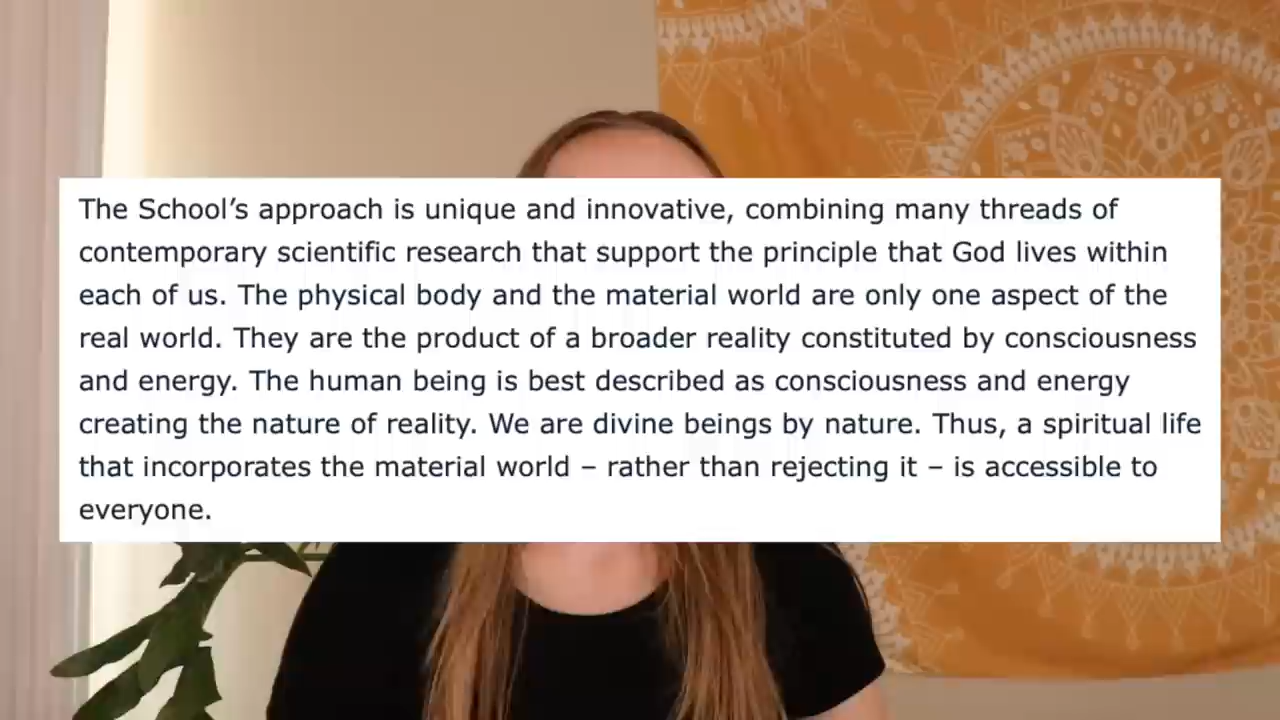 The School’s approach is unique and innovative, combining many threads of
contemporary scientific research that support the principle that God lives within
each of us. The physical body and the material world are only one aspect of the
real world. They are the product of a broader reality constituted by consciousness
and energy. The human being is best described as consciousness and energy
creating the nature of reality. We are divine beings by nature. Thus, a spiritual life
that incorporates the material world – rather than rejecting it – is accessible to
everyone.